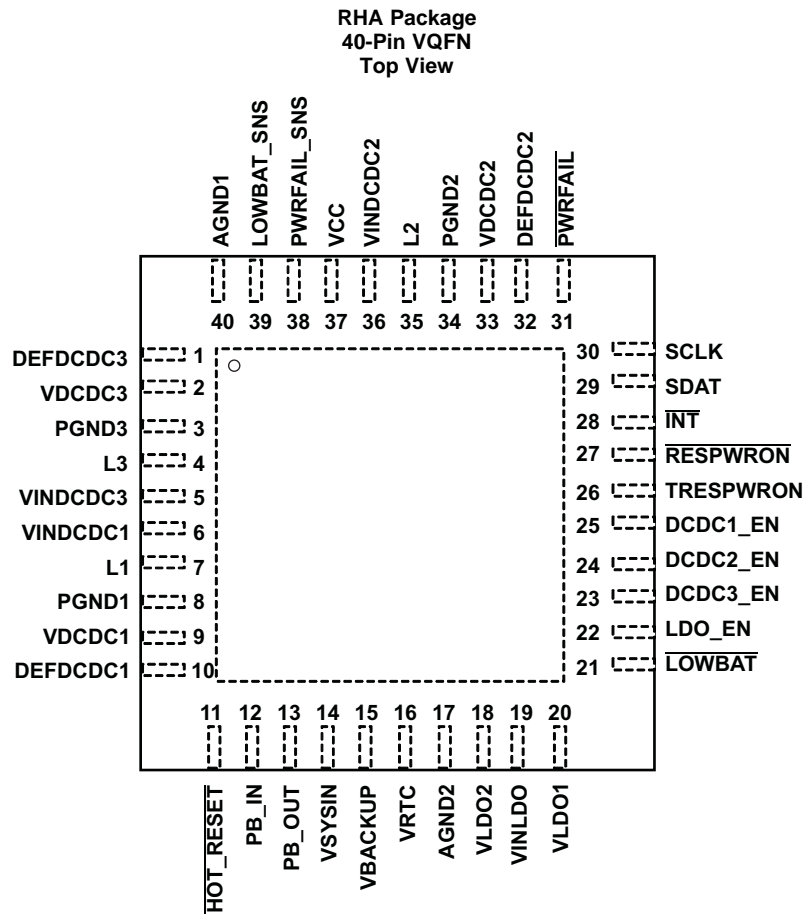 RHA Package
40-Pin VQFN
Top View
AGND1
LOWBAT_SNS
PWRFAIL_SNS
VCC
VINDCDC2
L2
PGND2
VDCDC2
DEFDCDC2
PWRFAIL
40 39 38 37 36 35 34 33 32 31
DEFDCDC3 1
VDCDC3 2
PGND3 3
L3 4
VINDCDC3 5
VINDCDC1 6
L1 7
PGND1 8
VDCDC1 9
DEFDCDC1 10
30 SCLK
29 SDAT
28 INT
27 RESPWRON
26 TRESPWRON
25 DCDC1_EN
24 DCDC2_EN
23 DCDC3_EN
22 LDO_EN
21 LOWBAT
11 12 13 14 15 16 17 18 19 20
HOT_RESET
PB_IN
PB_OUT
VSYSIN
VBACKUP
VRTC
AGND2
VLDO2
VINLDO
VLDO1